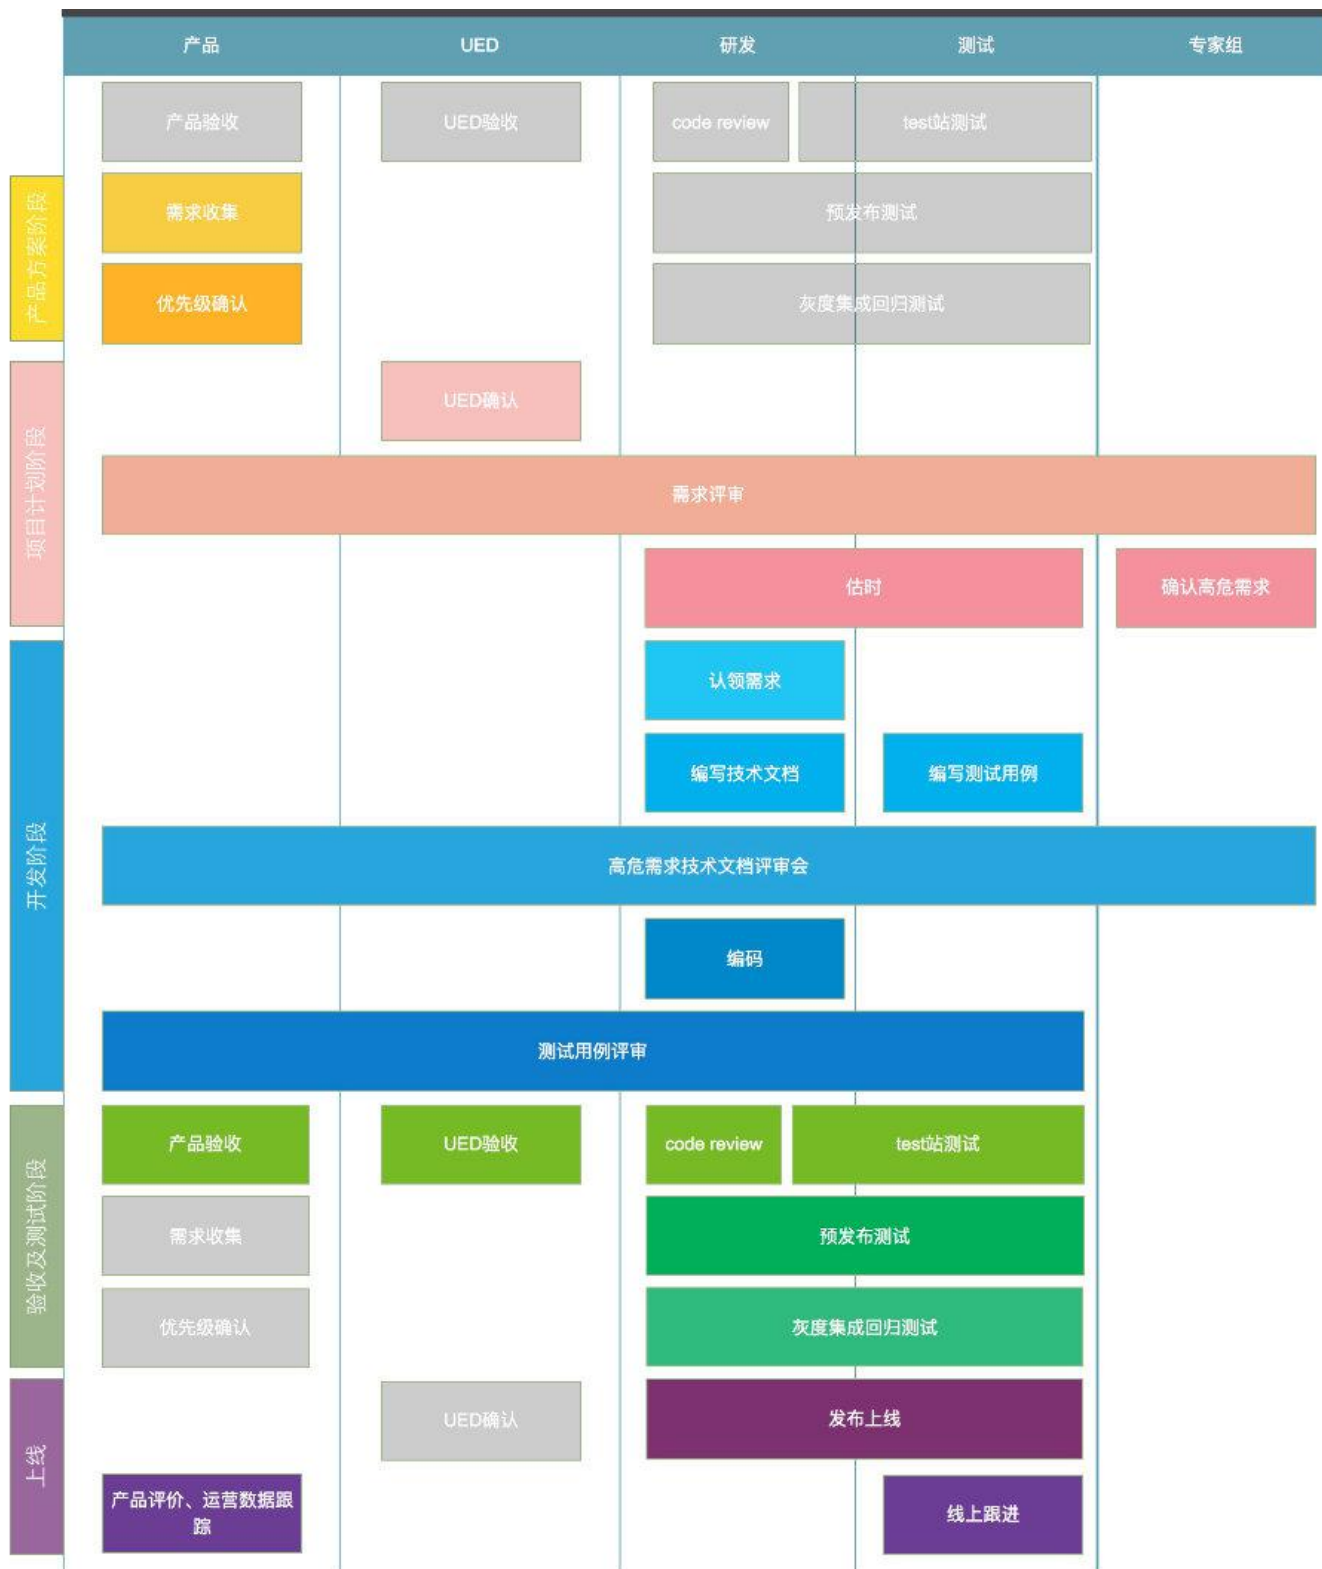 产品
UED
研发
测试
专家组
产品验收
UED验收
code review
test站测试
产品方案阶段
需求收集
预发布测试
优先级确认
灰度集成回归测试
项目计划阶段
UED确认
需求评审
估时
确认高危需求
开发阶段
认领需求
编写技术文档
编写测试用例
高危需求技术文档评审会
编码
测试用例评审
验收及测试阶段
产品验收
UED验收
code review
test站测试
需求收集
预发布测试
优先级确认
灰度集成回归测试
上线
UED确认
发布上线
产品评价、运营数据跟
踪
线上跟进